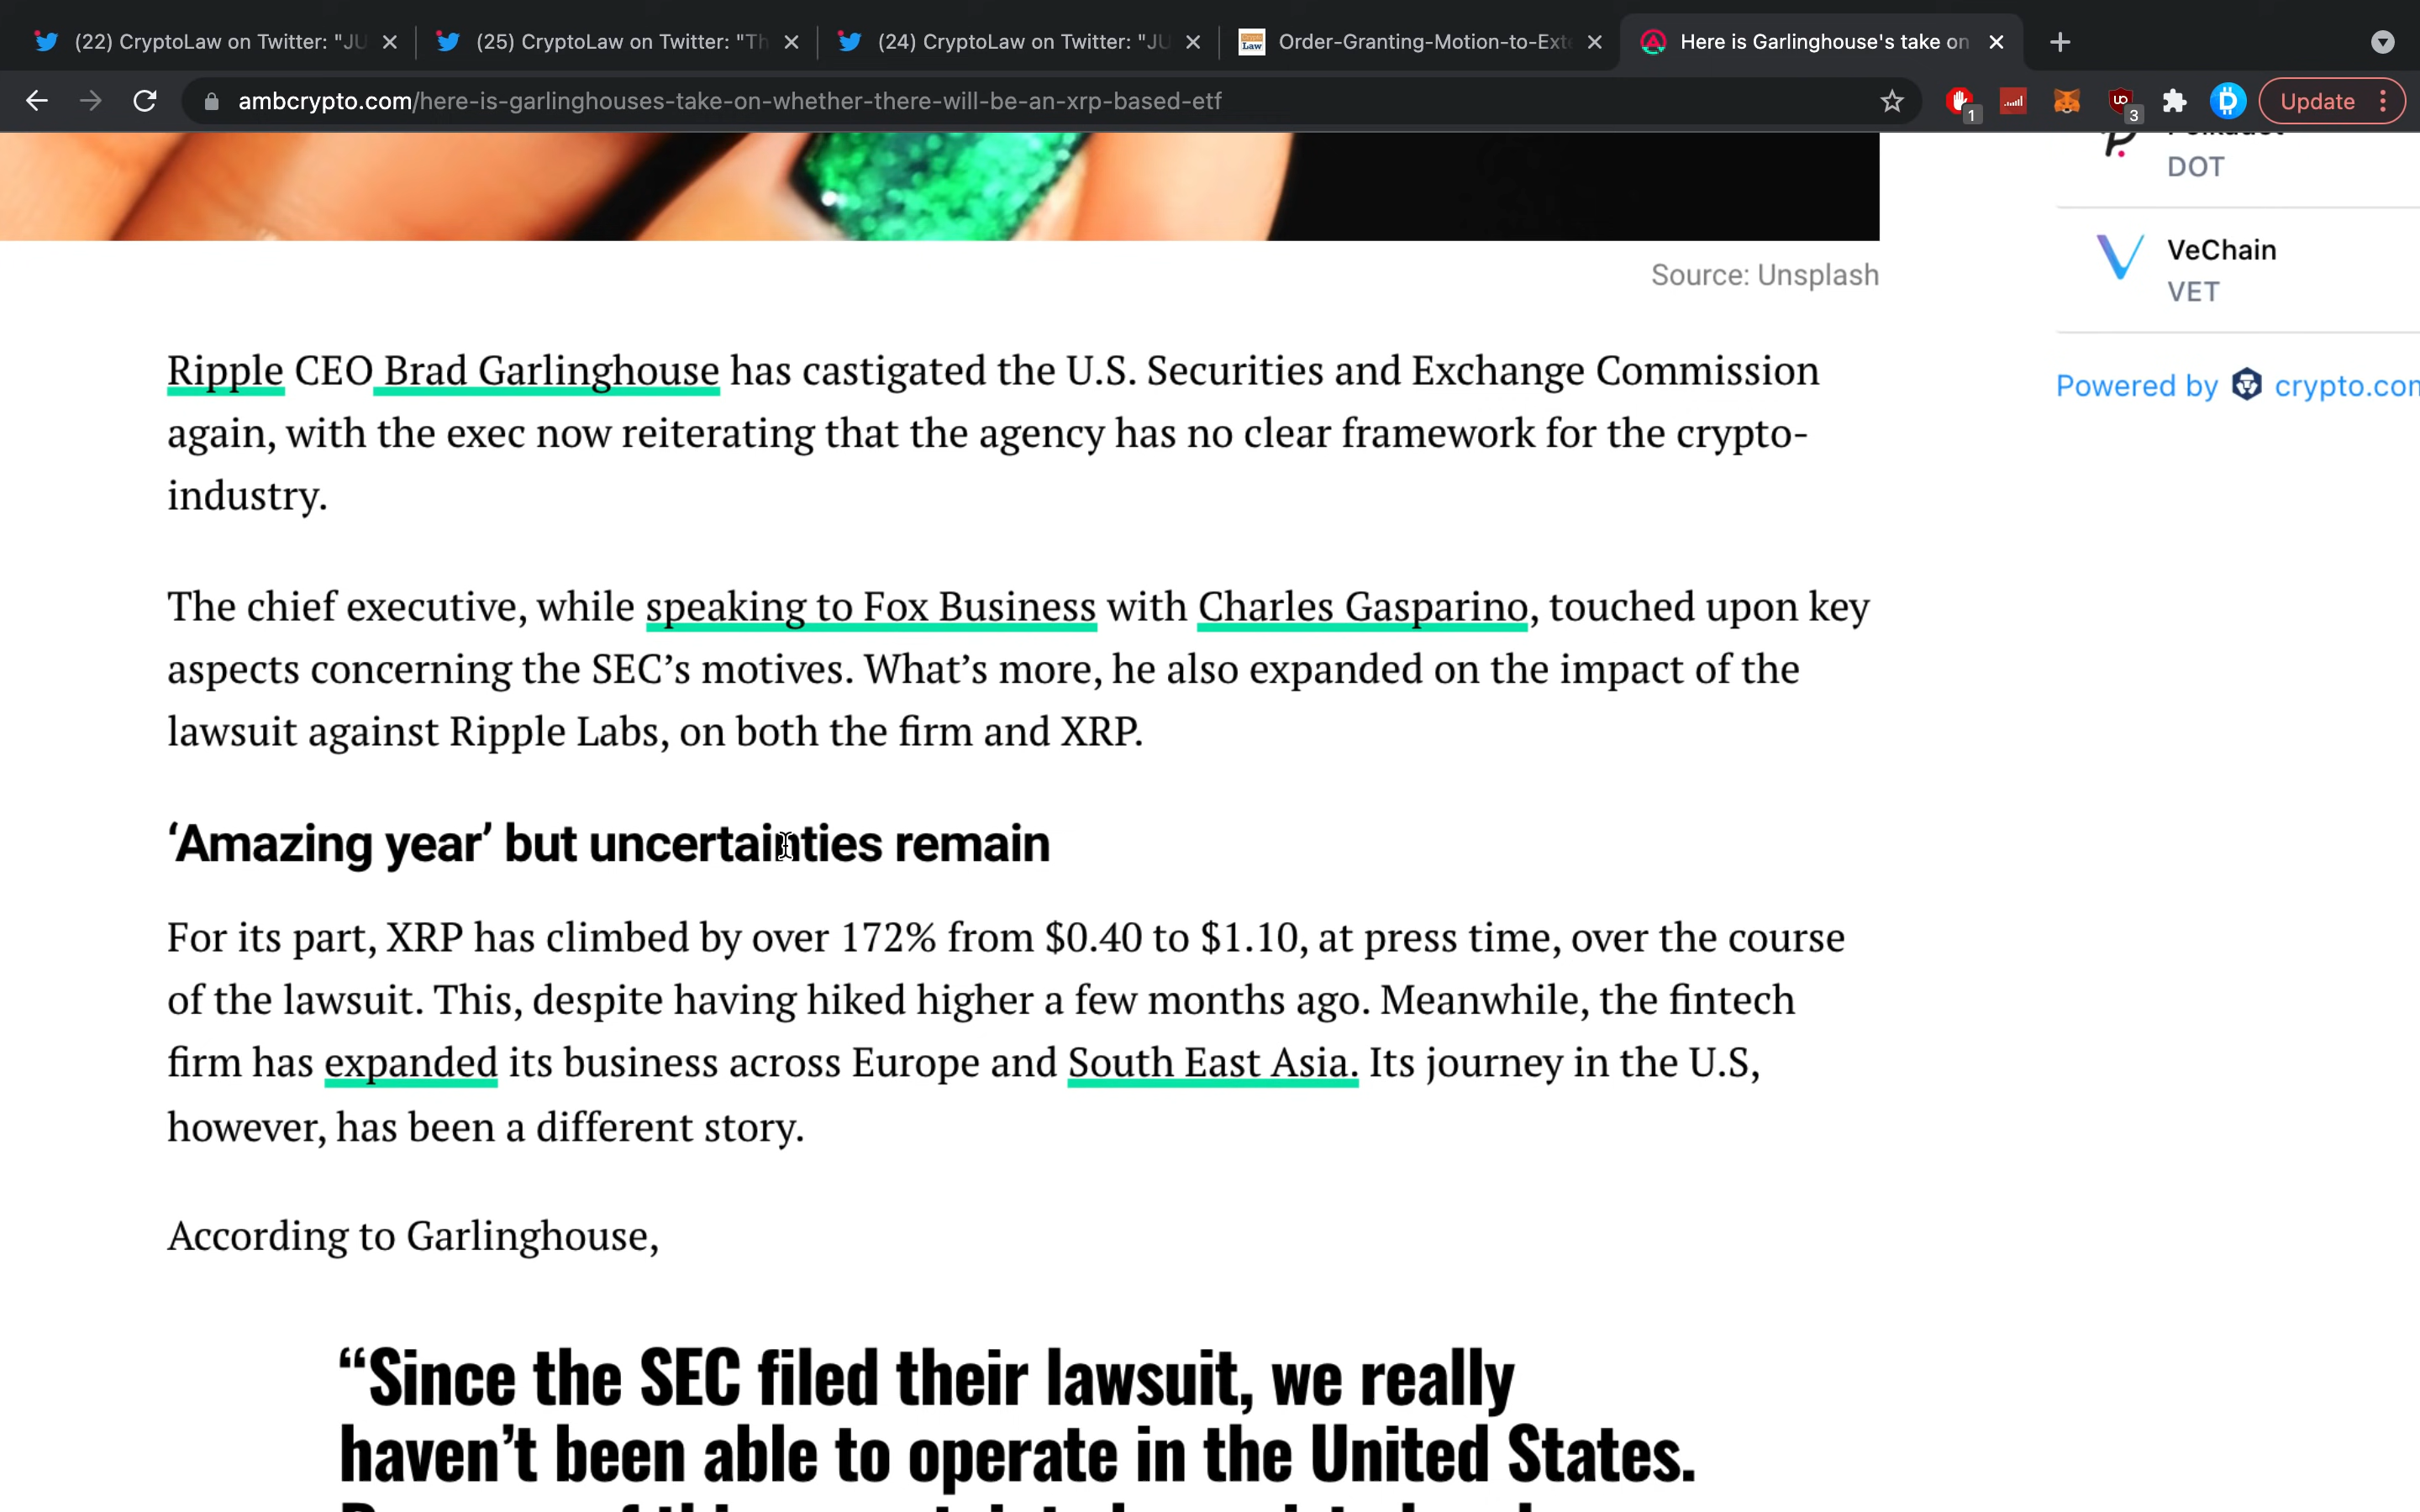 (22) CryptoLaw on Twitter: "JU
(25) CryptoLaw on Twitter: "Th
(24) CryptoLaw on Twitter: "JU
Order-Granting-Motion-to-Exte
Here is Garlinghouse's take on
ambcrypto.com/here-is-garlinghouses-take-on-whether-there-will-be-an-xrp-based-etf
1
3
Update
DOT
Source: Unsplash
VeChain
VET
Powered by crypto.com
Ripple CEO Brad Garlinghouse has castigated the U.S. Securities and Exchange Commission
again, with the exec now reiterating that the agency has no clear framework for the crypto-
industry.
The chief executive, while speaking to Fox Business with Charles Gasparino, touched upon key
aspects concerning the SEC’s motives. What’s more, he also expanded on the impact of the
lawsuit against Ripple Labs, on both the firm and XRP.
‘Amazing year’ but uncertainties remain
For its part, XRP has climbed by over 172% from $0.40 to $1.10, at press time, over the course
of the lawsuit. This, despite having hiked higher a few months ago. Meanwhile, the fintech
firm has expanded its business across Europe and South East Asia. Its journey in the U.S,
however, has been a different story.
According to Garlinghouse,
“Since the SEC filed their lawsuit, we really
haven’t been able to operate in the United States.